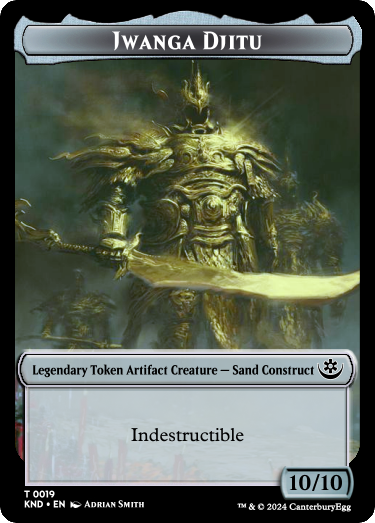 Jwanga Djitu
Legendary Token Artifact Creature — Sand Construct
Indestructible
10/10
T 0019
KND • EN Adrian Smith
™ & © 2024 CanterburyEgg